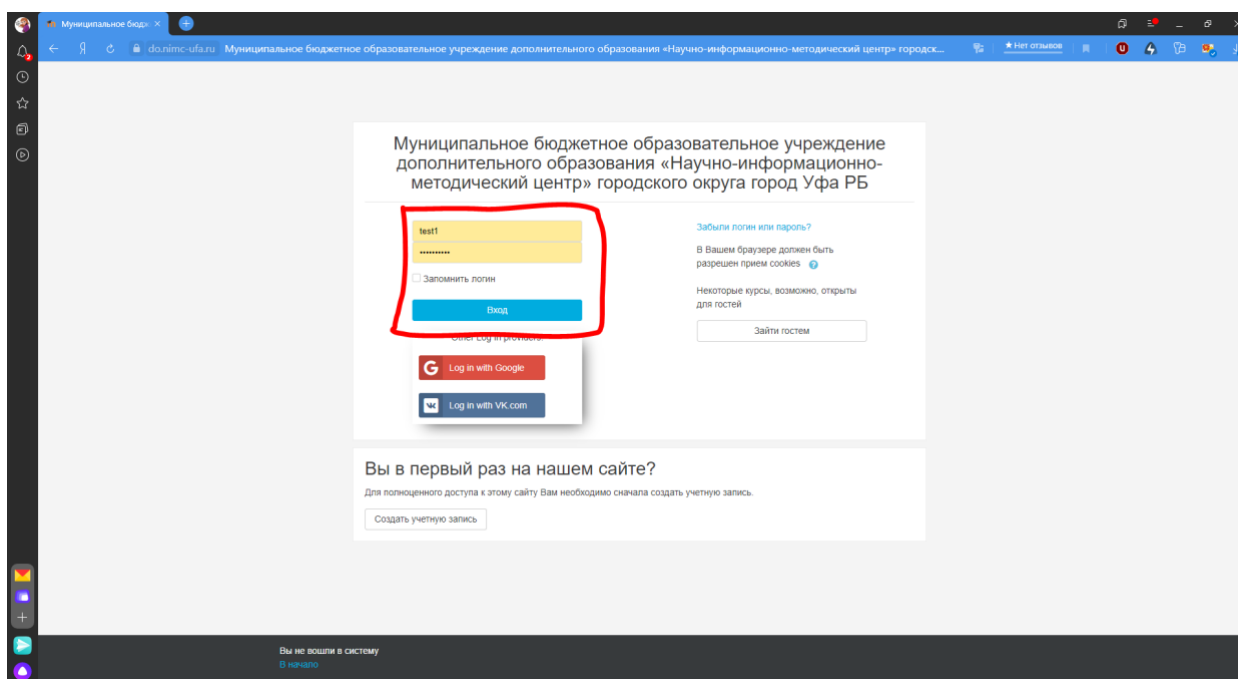 Муниципальное бюдж
do.nimc-ufa.ru Муниципальное бюджетное образовательное учреждение дополнительного образования «Научно-информационно-методический центр» городск...
★ Нет отзывов
Муниципальное бюджетное образовательное учреждение
дополнительного образования «Научно-информационно-
методический центр» городского округа город Уфа РБ
test1
••••••••••
Запомнить логин
Вход
Other Log in providers:
G Log in with Google
Log in with VK.com
Забыли логин или пароль?
В Вашем браузере должен быть
разрешен прием cookies
Некоторые курсы, возможно, открыты
для гостей
Зайти гостем
Вы в первый раз на нашем сайте?
Для полноценного доступа к этому сайту Вам необходимо сначала создать учетную запись.
Создать учетную запись
Вы не вошли в систему
В начало